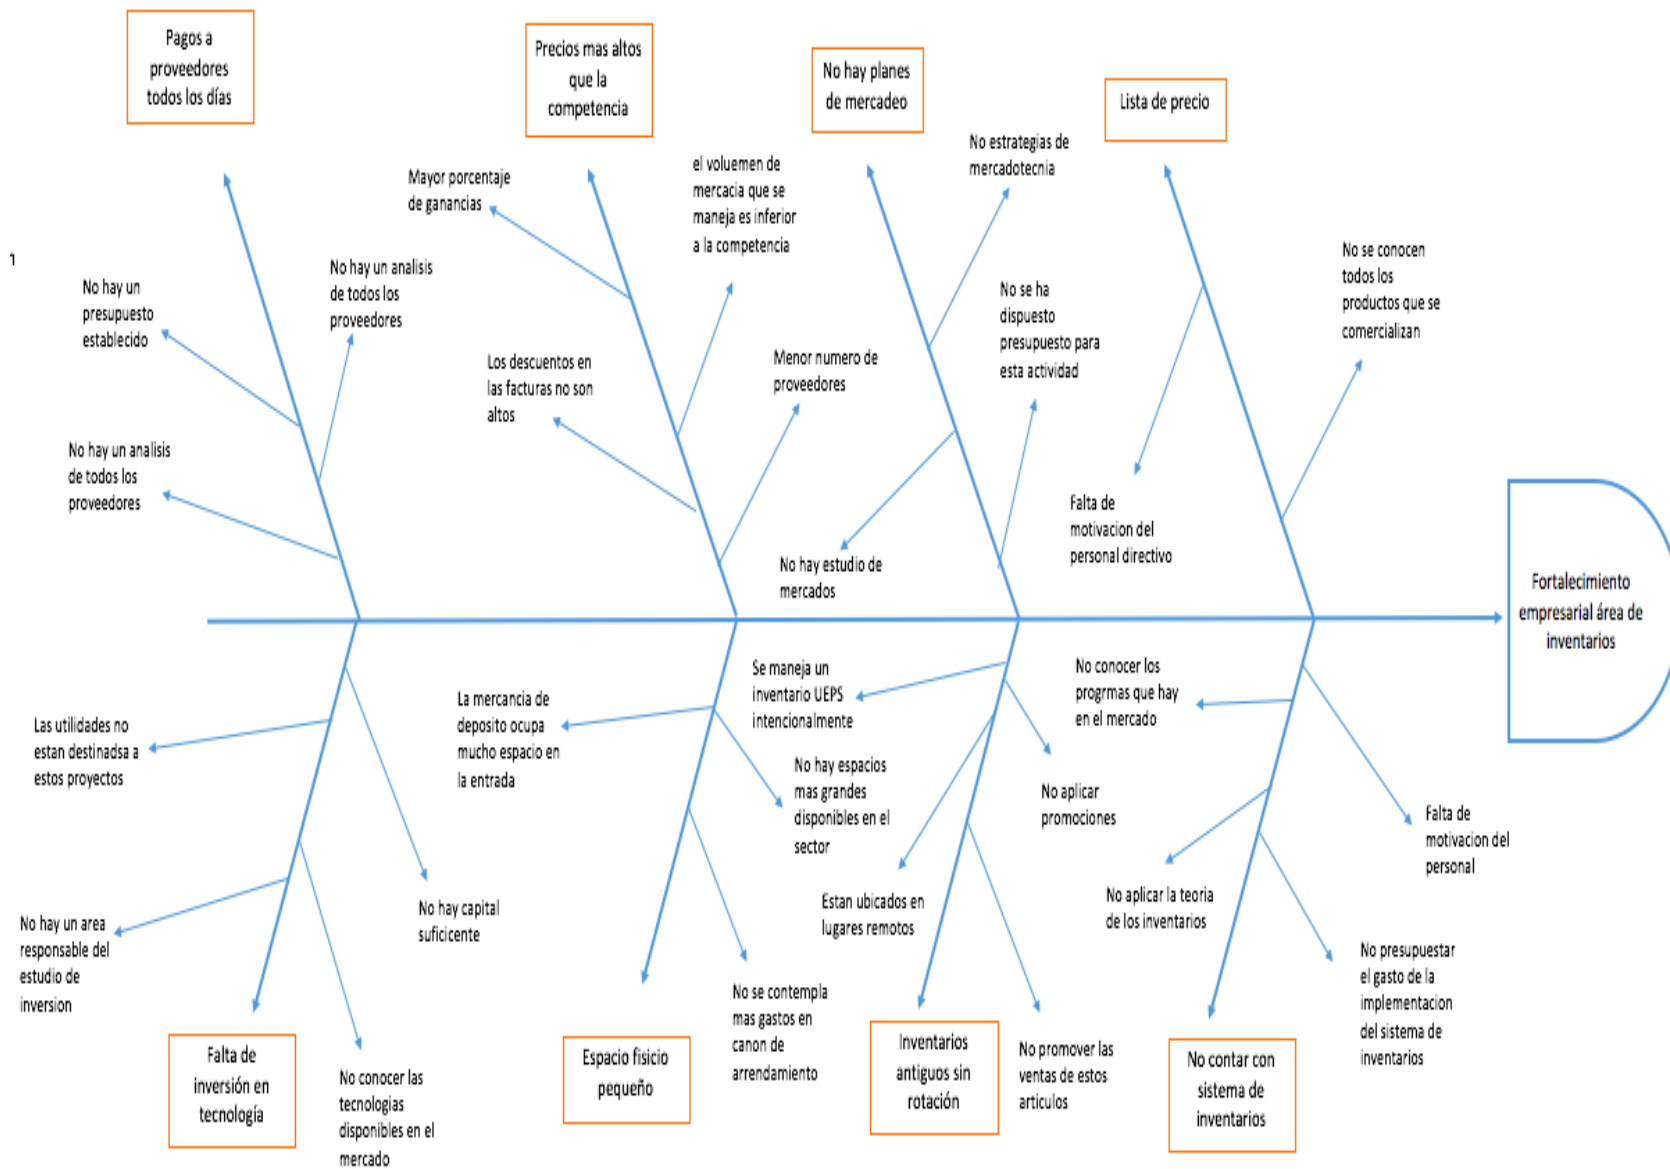 Pagos a
proveedores
todos los días
Precios mas altos
que la
competencia
No hay planes
de mercadeo
Lista de precio
No estrategias de
mercadotecnia
el voluemen de
mercacia que se
maneja es inferior
a la competencia
Mayor porcentaje
de ganancias
No se conocen
todos los
productos que se
comercializan
No hay un analisis
de todos los
proveedores
No hay un
presupuesto
establecido
No se ha
dispuesto
presupuesto para
esta actividad
Los descuentos en
las facturas no son
altos
Menor numero de
proveedores
No hay un analisis
de todos los
proveedores
Falta de
motivacion del
personal directivo
No hay estudio de
mercados
Fortalecimiento
empresarial área de
inventarios
Se maneja un
inventario UEPS
intencionalmente
No conocer los
progrmas que hay
en el mercado
La mercancia de
deposito ocupa
mucho espacio en
la entrada
Las utilidades no
estan destinadsa a
estos proyectos
No hay espacios
mas grandes
disponibles en el
sector
No aplicar
promociones
Falta de
motivacion del
personal
Estan ubicados en
lugares remotos
No aplicar la teoria
de los inventarios
No hay capital
suficicente
No hay un area
responsable del
estudio de
inversion
No presupuestar
el gasto de la
implementacion
del sistema de
inventarios
No se contempla
mas gastos en
canon de
arrendamiento
Falta de
inversión en
tecnología
Espacio fisicio
pequeño
Inventarios
antiguos sin
rotación
No promover las
ventas de estos
articulos
No contar con
sistema de
inventarios
No conocer las
tecnologias
disponibles en el
mercado